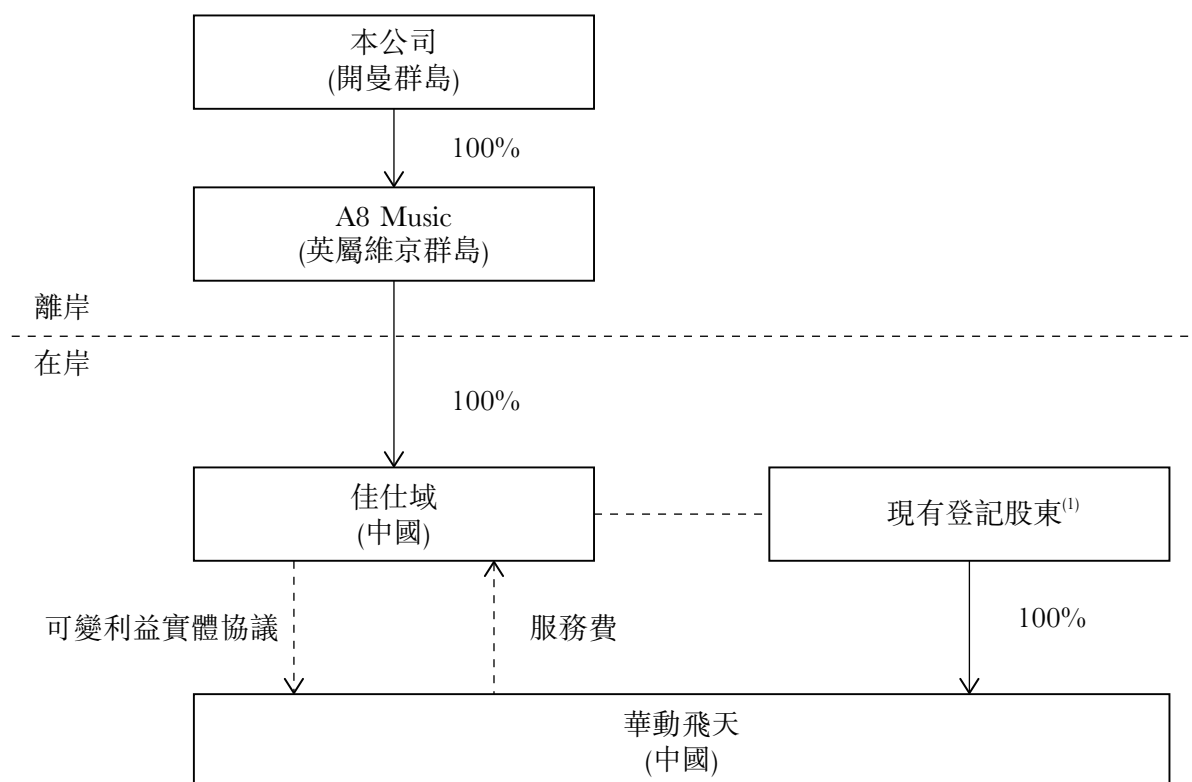 本公司
(開曼群島)
100%
A8 Music
(英屬維京群島)
離岸
在岸
100%
佳仕域
(中國)
現有登記股東(1)
可變利益實體協議
服務費
100%
華動飛天
(中國)